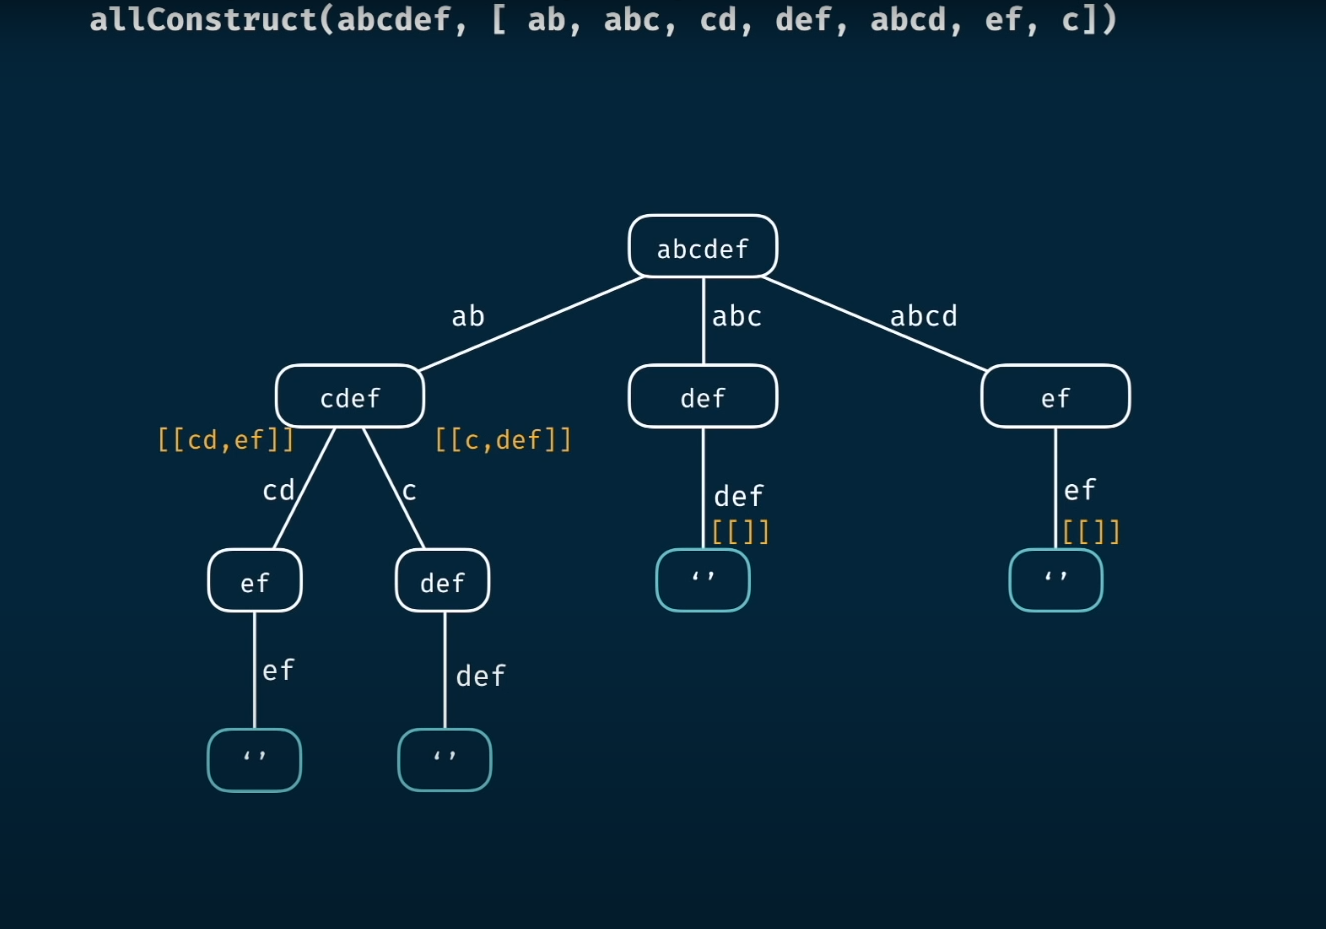 allConstruct(abcdef, [ ab, abc, cd, def, abcd, ef, c])
abcdef
ab
abc
abcd
cdef
def
ef
[[cd,ef]]
[[c,def]]
cd
c
def
ef
[[]]
[[]]
ef
def
‘’
‘’
ef
def
‘’
‘’